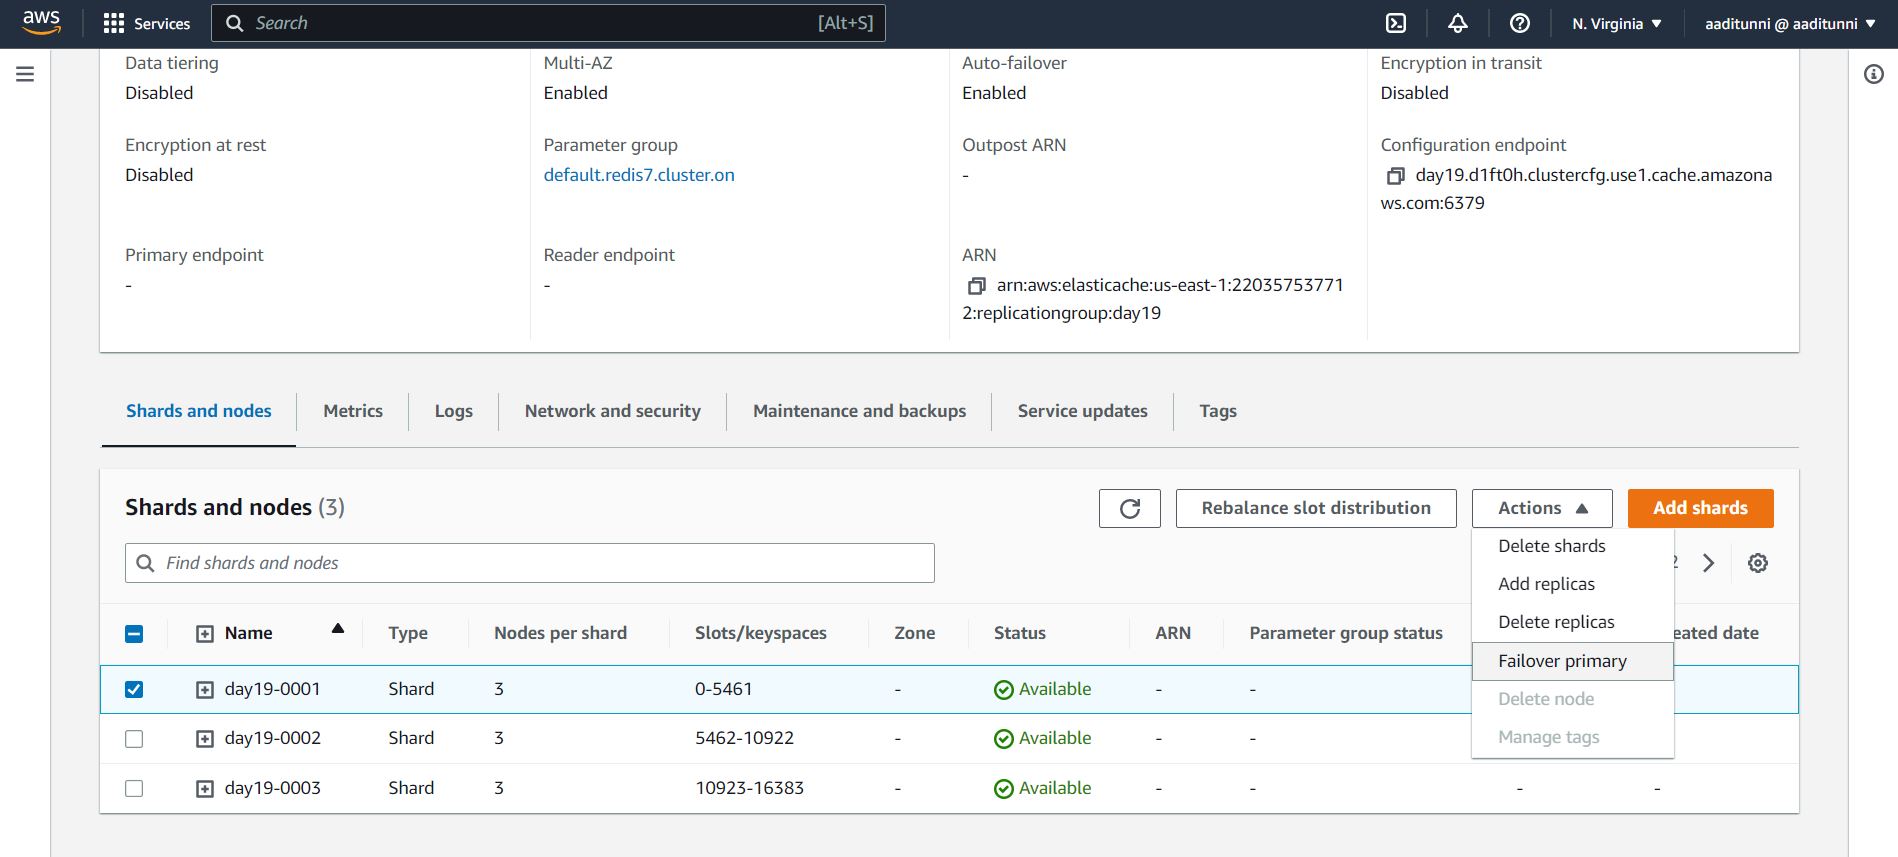 aws
Services
Search
[Alt+S]
N. Virginia
aaditunni @ aaditunni
Data tiering
Disabled
Multi-AZ
Enabled
Auto-failover
Enabled
Encryption in transit
Disabled
Encryption at rest
Disabled
Parameter group
default.redis7.cluster.on
Outpost ARN
-
Configuration endpoint
day19.d1ft0h.clustercfg.use1.cache.amazona
ws.com:6379
Primary endpoint
-
Reader endpoint
-
ARN
arn:aws:elasticache:us-east-1:22035753771
2:replicationgroup:day19
Shards and nodes
Metrics
Logs
Network and security
Maintenance and backups
Service updates
Tags
Shards and nodes (3)
Rebalance slot distribution
Actions
Add shards
Find shards and nodes
Delete shards
Add replicas
Delete replicas
Failover primary
Delete node
Manage tags
2
Name Type Nodes per shard Slots/keyspaces Zone Status ARN Parameter group status eated date
day19-0001 Shard 3 0-5461 - Available - -
day19-0002 Shard 3 5462-10922 - Available - -
day19-0003 Shard 3 10923-16383 - Available - - - -